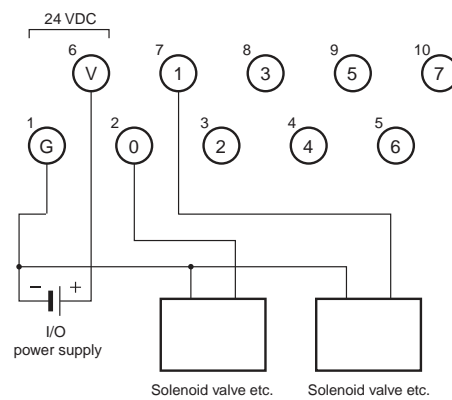 24 VDC
6 7 8 9 10
V 1 3 5 7
1 2 3 4 5
G 0 2 4 6
− +
I/O
power supply
Solenoid valve etc. Solenoid valve etc.